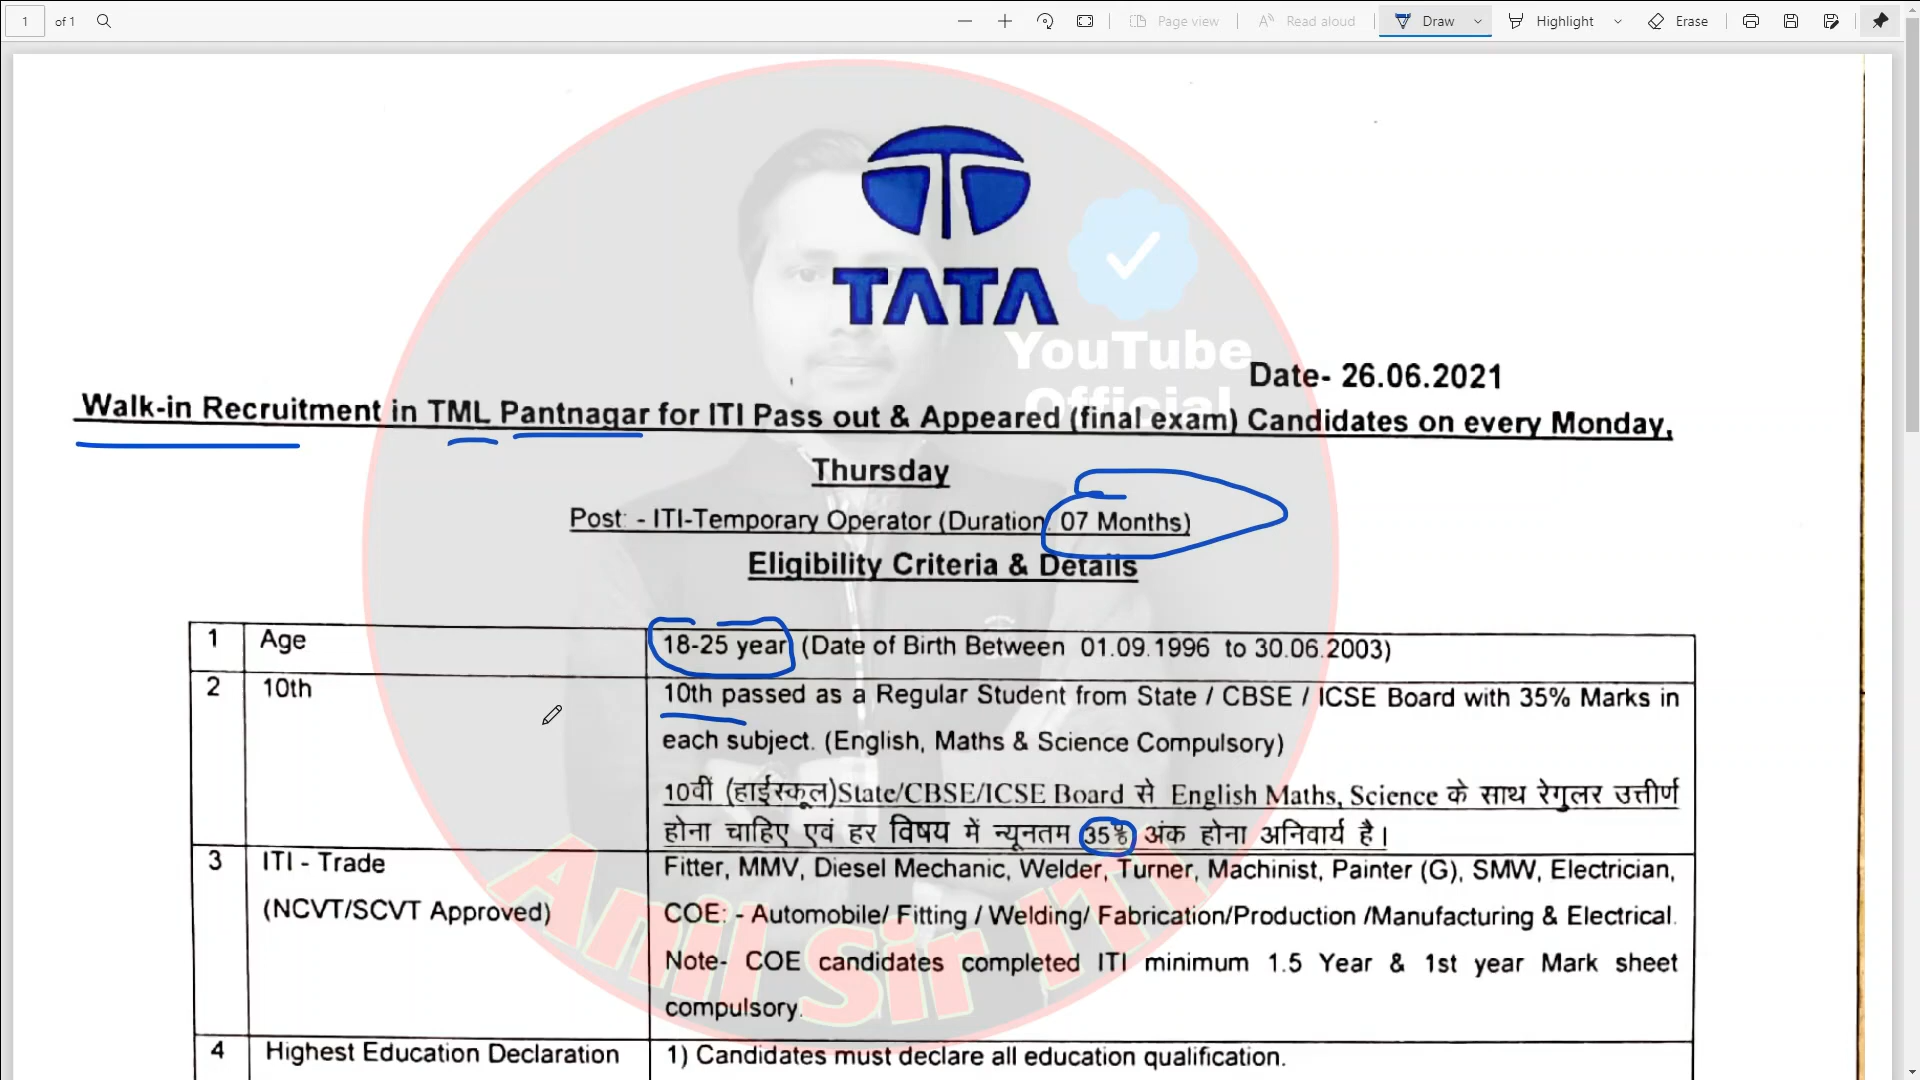 1 of 1 Page view Read aloud Draw Highlight Erase
TATA
YouTube
Official
Date- 26.06.2021
Walk-in Recruitment in TML Pantnagar for ITI Pass out & Appeared (final exam) Candidates on every Monday,
Thursday
Post: - ITI-Temporary Operator (Duration 07 Months)
Eligibility Criteria & Details
1 Age 18-25 year (Date of Birth Between 01.09.1996 to 30.06.2003)
2 10th 10th passed as a Regular Student from State / CBSE / ICSE Board with 35% Marks in
each subject. (English, Maths & Science Compulsory)
10वीं (हाईस्कूल)State/CBSE/ICSE Board से English Maths, Science के साथ रेगुलर उत्तीर्ण
होना चाहिए एवं हर विषय में न्यूनतम 35% अंक होना अनिवार्य है।
3 ITI - Trade Fitter, MMV, Diesel Mechanic, Welder, Turner, Machinist, Painter (G), SMW, Electrician,
(NCVT/SCVT Approved) COE: - Automobile/ Fitting / Welding/ Fabrication/Production /Manufacturing & Electrical.
Note- COE candidates completed ITI minimum 1.5 Year & 1st year Mark sheet
compulsory.
Anil Sir ITI
4 Highest Education Declaration 1) Candidates must declare all education qualification.